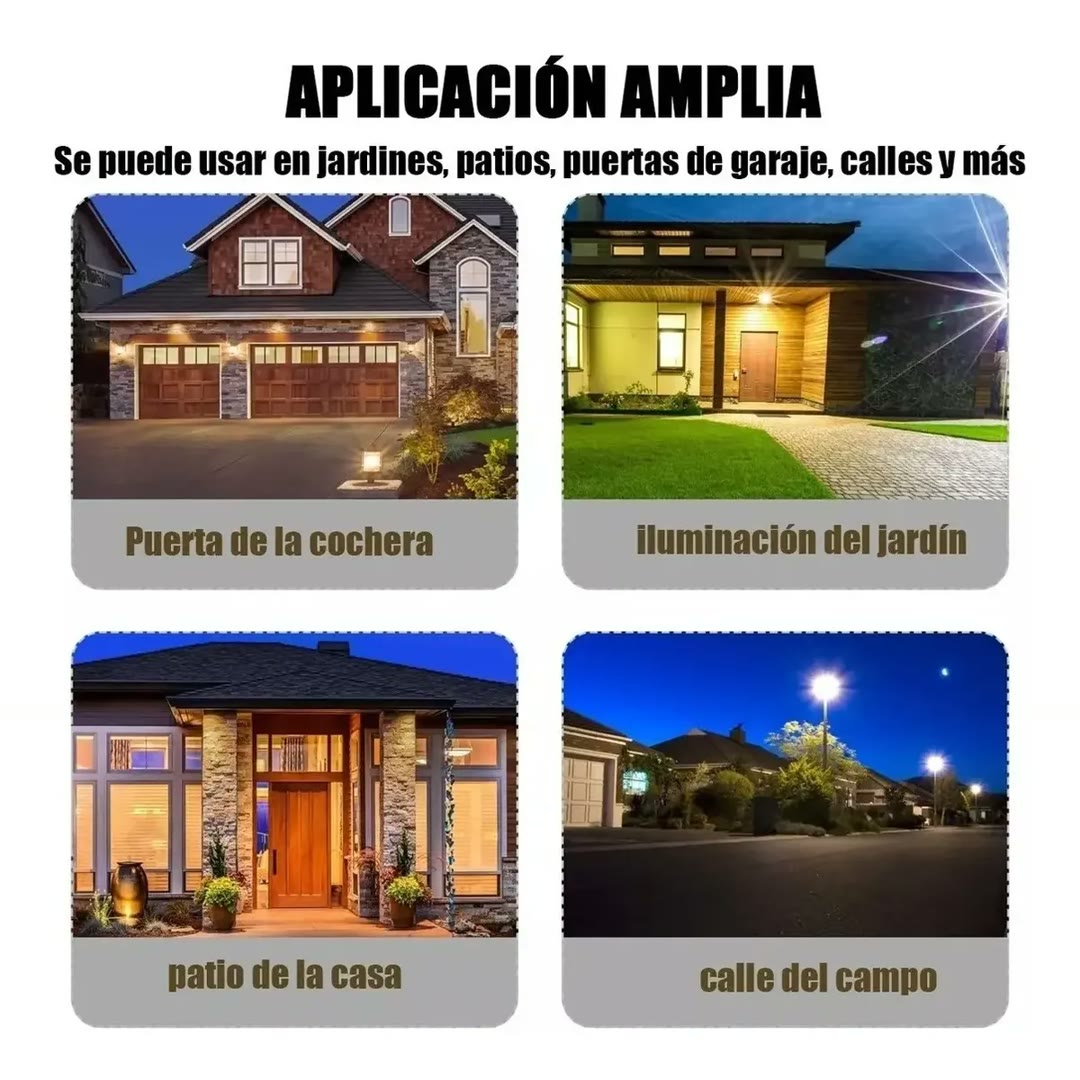 APLICACIÓN AMPLIA
Se puede usar en jardines, patios, puertas de garaje, calles y más
Puerta de la cochera
iluminación del jardín
patio de la casa
calle del campo